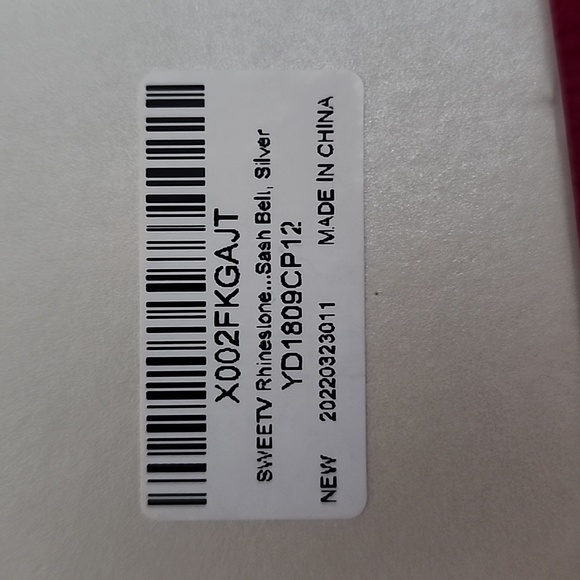 X002FKGAJT
SWEETV Rhinestone...Sash Belt, Silver
YD1809CP12
NEW 20220323011 MADE IN CHINA